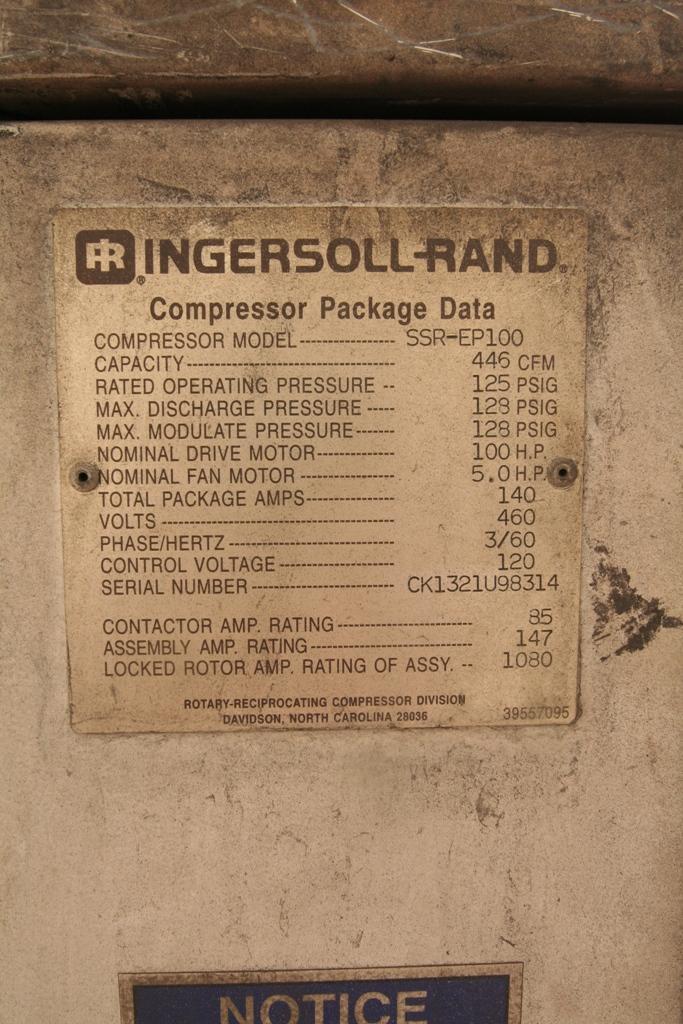 IR INGERSOLL-RAND®
Compressor Package Data
COMPRESSOR MODEL -------------- SSR-EP100
CAPACITY ------------------------------ 446 CFM
RATED OPERATING PRESSURE -- 125 PSIG
MAX. DISCHARGE PRESSURE ----- 128 PSIG
MAX. MODULATE PRESSURE ------- 128 PSIG
NOMINAL DRIVE MOTOR ----------- 100 H.P.
NOMINAL FAN MOTOR -------------- 5.0 H.P.
TOTAL PACKAGE AMPS ------------- 140
VOLTS ---------------------------------- 460
PHASE/HERTZ ------------------------ 3/60
CONTROL VOLTAGE ---------------- 120
SERIAL NUMBER -------------------- CK1321U98314
CONTACTOR AMP. RATING -------------------- 85
ASSEMBLY AMP. RATING ------------------------ 147
LOCKED ROTOR AMP. RATING OF ASSY. -- 1080
ROTARY-RECIPROCATING COMPRESSOR DIVISION
DAVIDSON, NORTH CAROLINA 28036 39557095
NOTICE